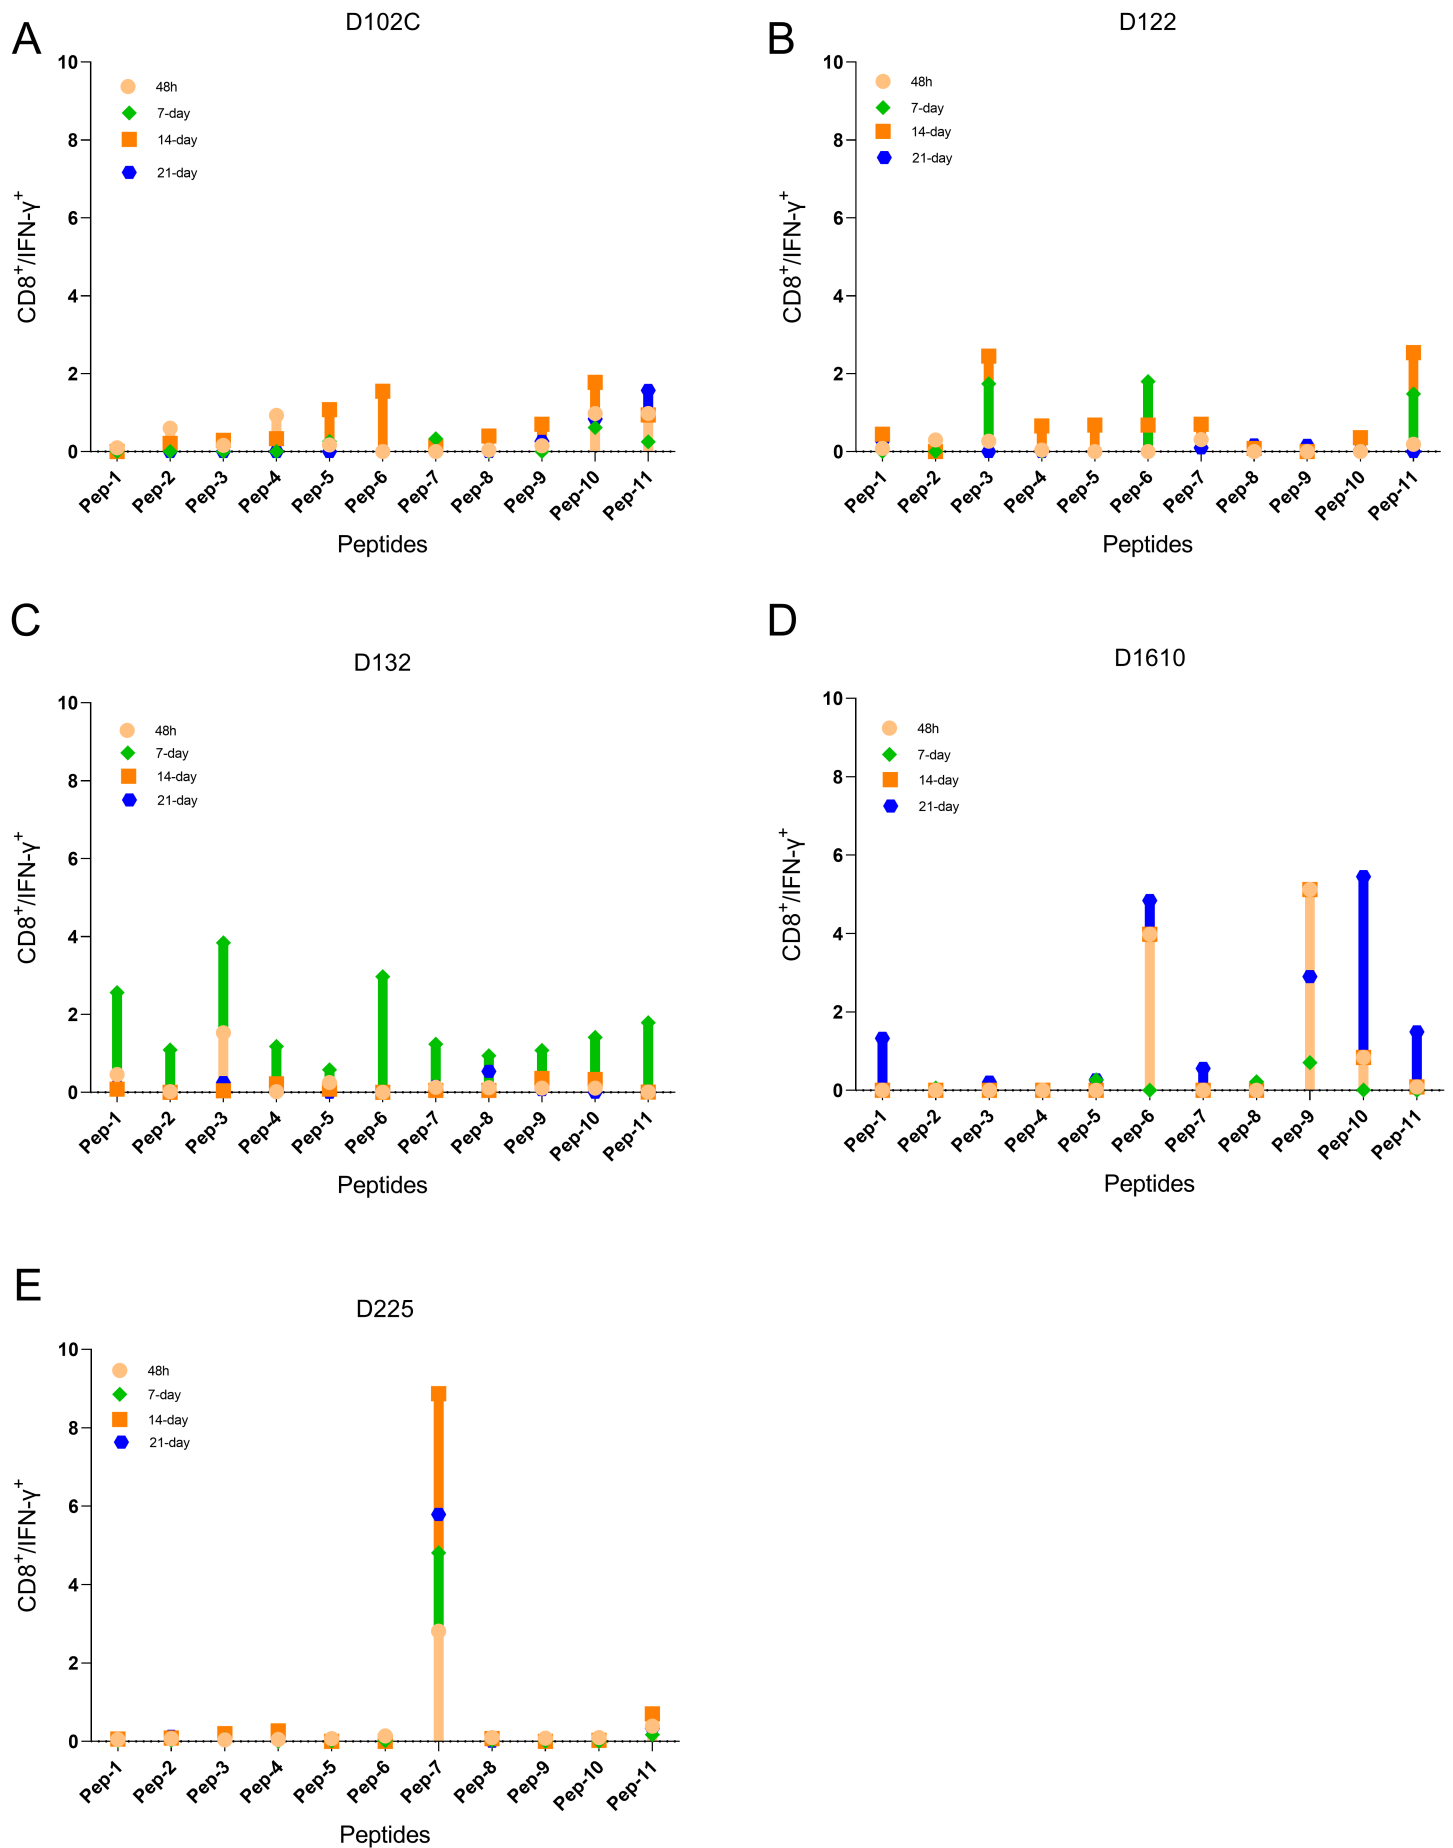 A
D102C
10
8
6
4
2
0
CD8+/IFN-γ+
48h
7-day
14-day
21-day
Pep-1
Pep-2
Pep-3
Pep-4
Pep-5
Pep-6
Pep-7
Pep-8
Pep-9
Pep-10
Pep-11
Peptides
B
D122
10
8
6
4
2
0
CD8+/IFN-γ+
48h
7-day
14-day
21-day
Pep-1
Pep-2
Pep-3
Pep-4
Pep-5
Pep-6
Pep-7
Pep-8
Pep-9
Pep-10
Pep-11
Peptides
C
D132
10
8
6
4
2
0
CD8+/IFN-γ+
48h
7-day
14-day
21-day
Pep-1
Pep-2
Pep-3
Pep-4
Pep-5
Pep-6
Pep-7
Pep-8
Pep-9
Pep-10
Pep-11
Peptides
D
D1610
10
8
6
4
2
0
CD8+/IFN-γ+
48h
7-day
14-day
21-day
Pep-1
Pep-2
Pep-3
Pep-4
Pep-5
Pep-6
Pep-7
Pep-8
Pep-9
Pep-10
Pep-11
Peptides
E
D225
10
8
6
4
2
0
CD8+/IFN-γ+
48h
7-day
14-day
21-day
Pep-1
Pep-2
Pep-3
Pep-4
Pep-5
Pep-6
Pep-7
Pep-8
Pep-9
Pep-10
Pep-11
Peptides